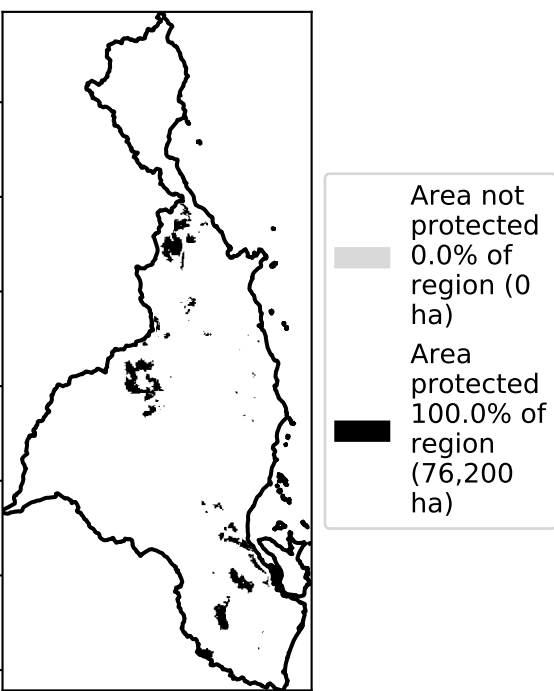 Area not
protected
0.0% of
region (0
ha)
Area
protected
100.0% of
region
(76,200
ha)